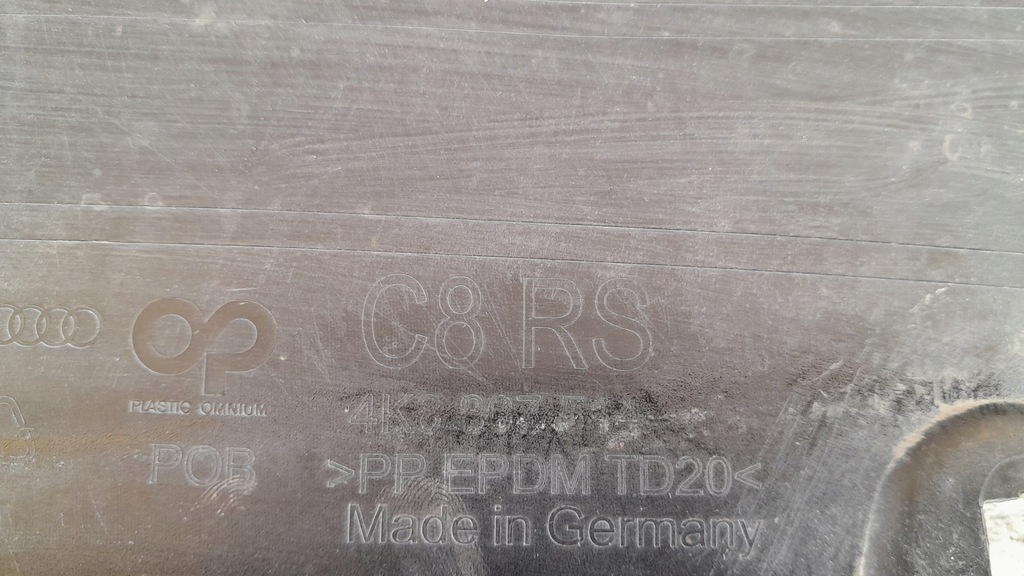 C8 RS
PLASTIC OMNIUM
POB
>PP EPDM TD20<
Made in Germany